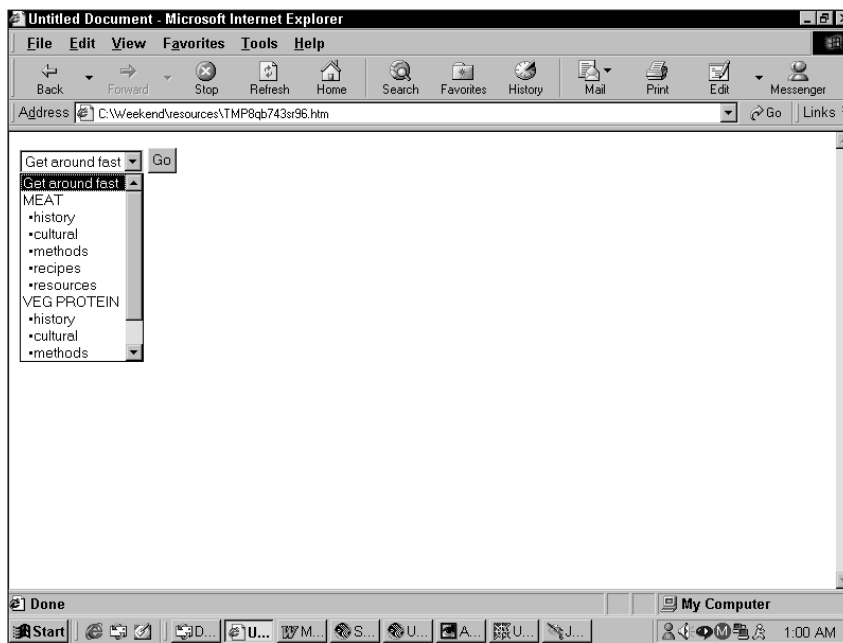 Untitled Document - Microsoft Internet Explorer
File Edit View Favorites Tools Help
Back Forward Stop Refresh Home Search Favorites History Mail Print Edit Messenger
Address C:\Weekend\resources\TMP8qb743sr96.htm Go Links
Get around fast Go
Get around fast
MEAT
•history
•cultural
•methods
•recipes
•resources
VEG PROTEIN
•history
•cultural
•methods
Done My Computer
Start D... U... M... S... U... A... U... J... 1:00 AM